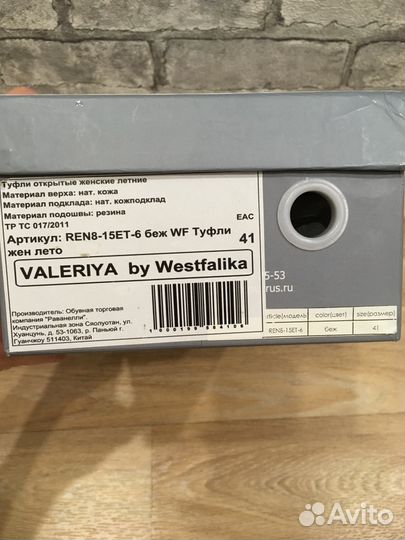 Туфли открытые женские летние
Материал верха: нат. кожа
Материал подклада: нат. кожподклад
Материал подошвы: резина
ТР ТС 017/2011
EAC
Артикул: REN8-15ET-6 беж WF Туфли
жен лето
41
VALERIYA by Westfalika
Производитель: Обувная торговая
компания "Раванелли".
Индустриальная зона Сяолуотан, ул.
Хуанцунь, д. 53-1063, р. Паньюй г.
Гуанчжоу 511403, Китай
1000199584106
5-53
rus.ru
rticle(модель
color(цвет)
size(размер)
REN8-15ET-6
беж
41
Avito